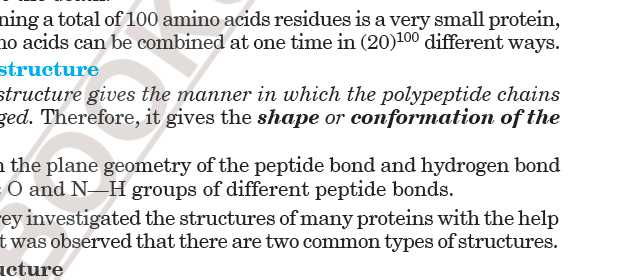 ning a total of 100 amino acids residues is a very small protein,
no acids can be combined at one time in (20)¹⁰⁰ different ways.
structure
structure gives the manner in which the polypeptide chains
ged. Therefore, it gives the shape or conformation of the
n the plane geometry of the peptide bond and hydrogen bond
O and N—H groups of different peptide bonds.
rey investigated the structures of many proteins with the help
t was observed that there are two common types of structures.
ucture